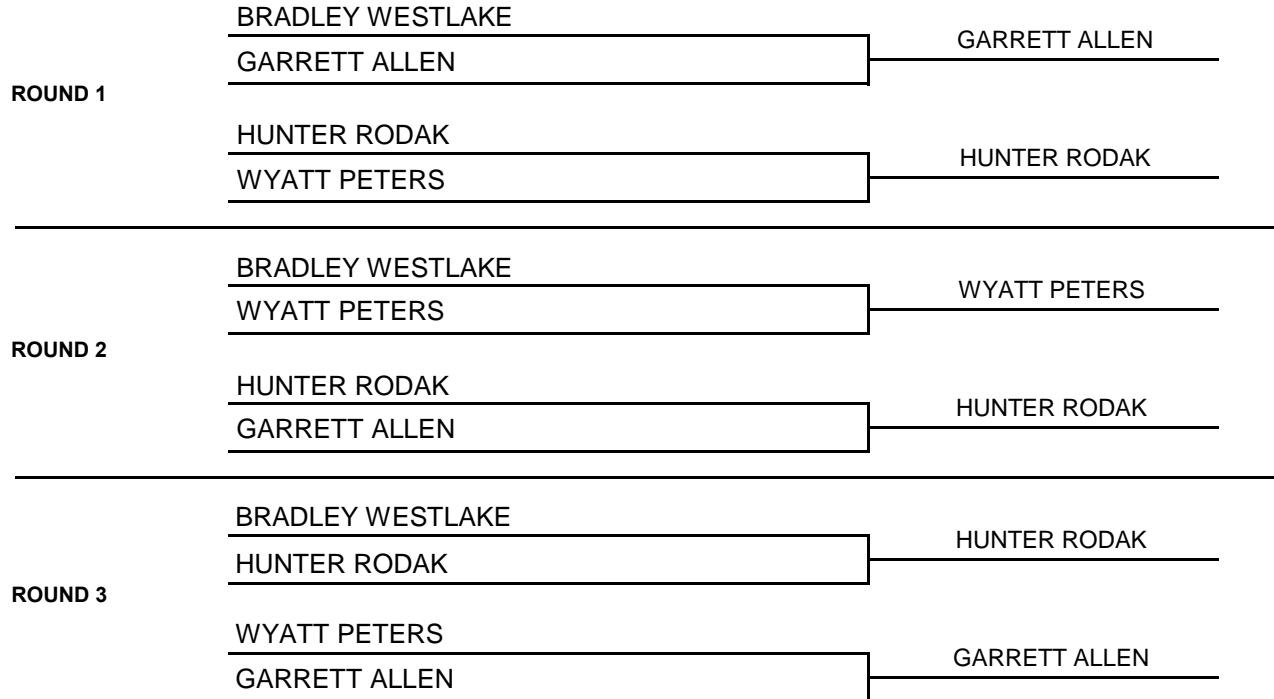 BRADLEY WESTLAKE
GARRETT ALLEN
GARRETT ALLEN
ROUND 1
HUNTER RODAK
WYATT PETERS
HUNTER RODAK
BRADLEY WESTLAKE
WYATT PETERS
WYATT PETERS
ROUND 2
HUNTER RODAK
GARRETT ALLEN
HUNTER RODAK
BRADLEY WESTLAKE
HUNTER RODAK
HUNTER RODAK
ROUND 3
WYATT PETERS
GARRETT ALLEN
GARRETT ALLEN